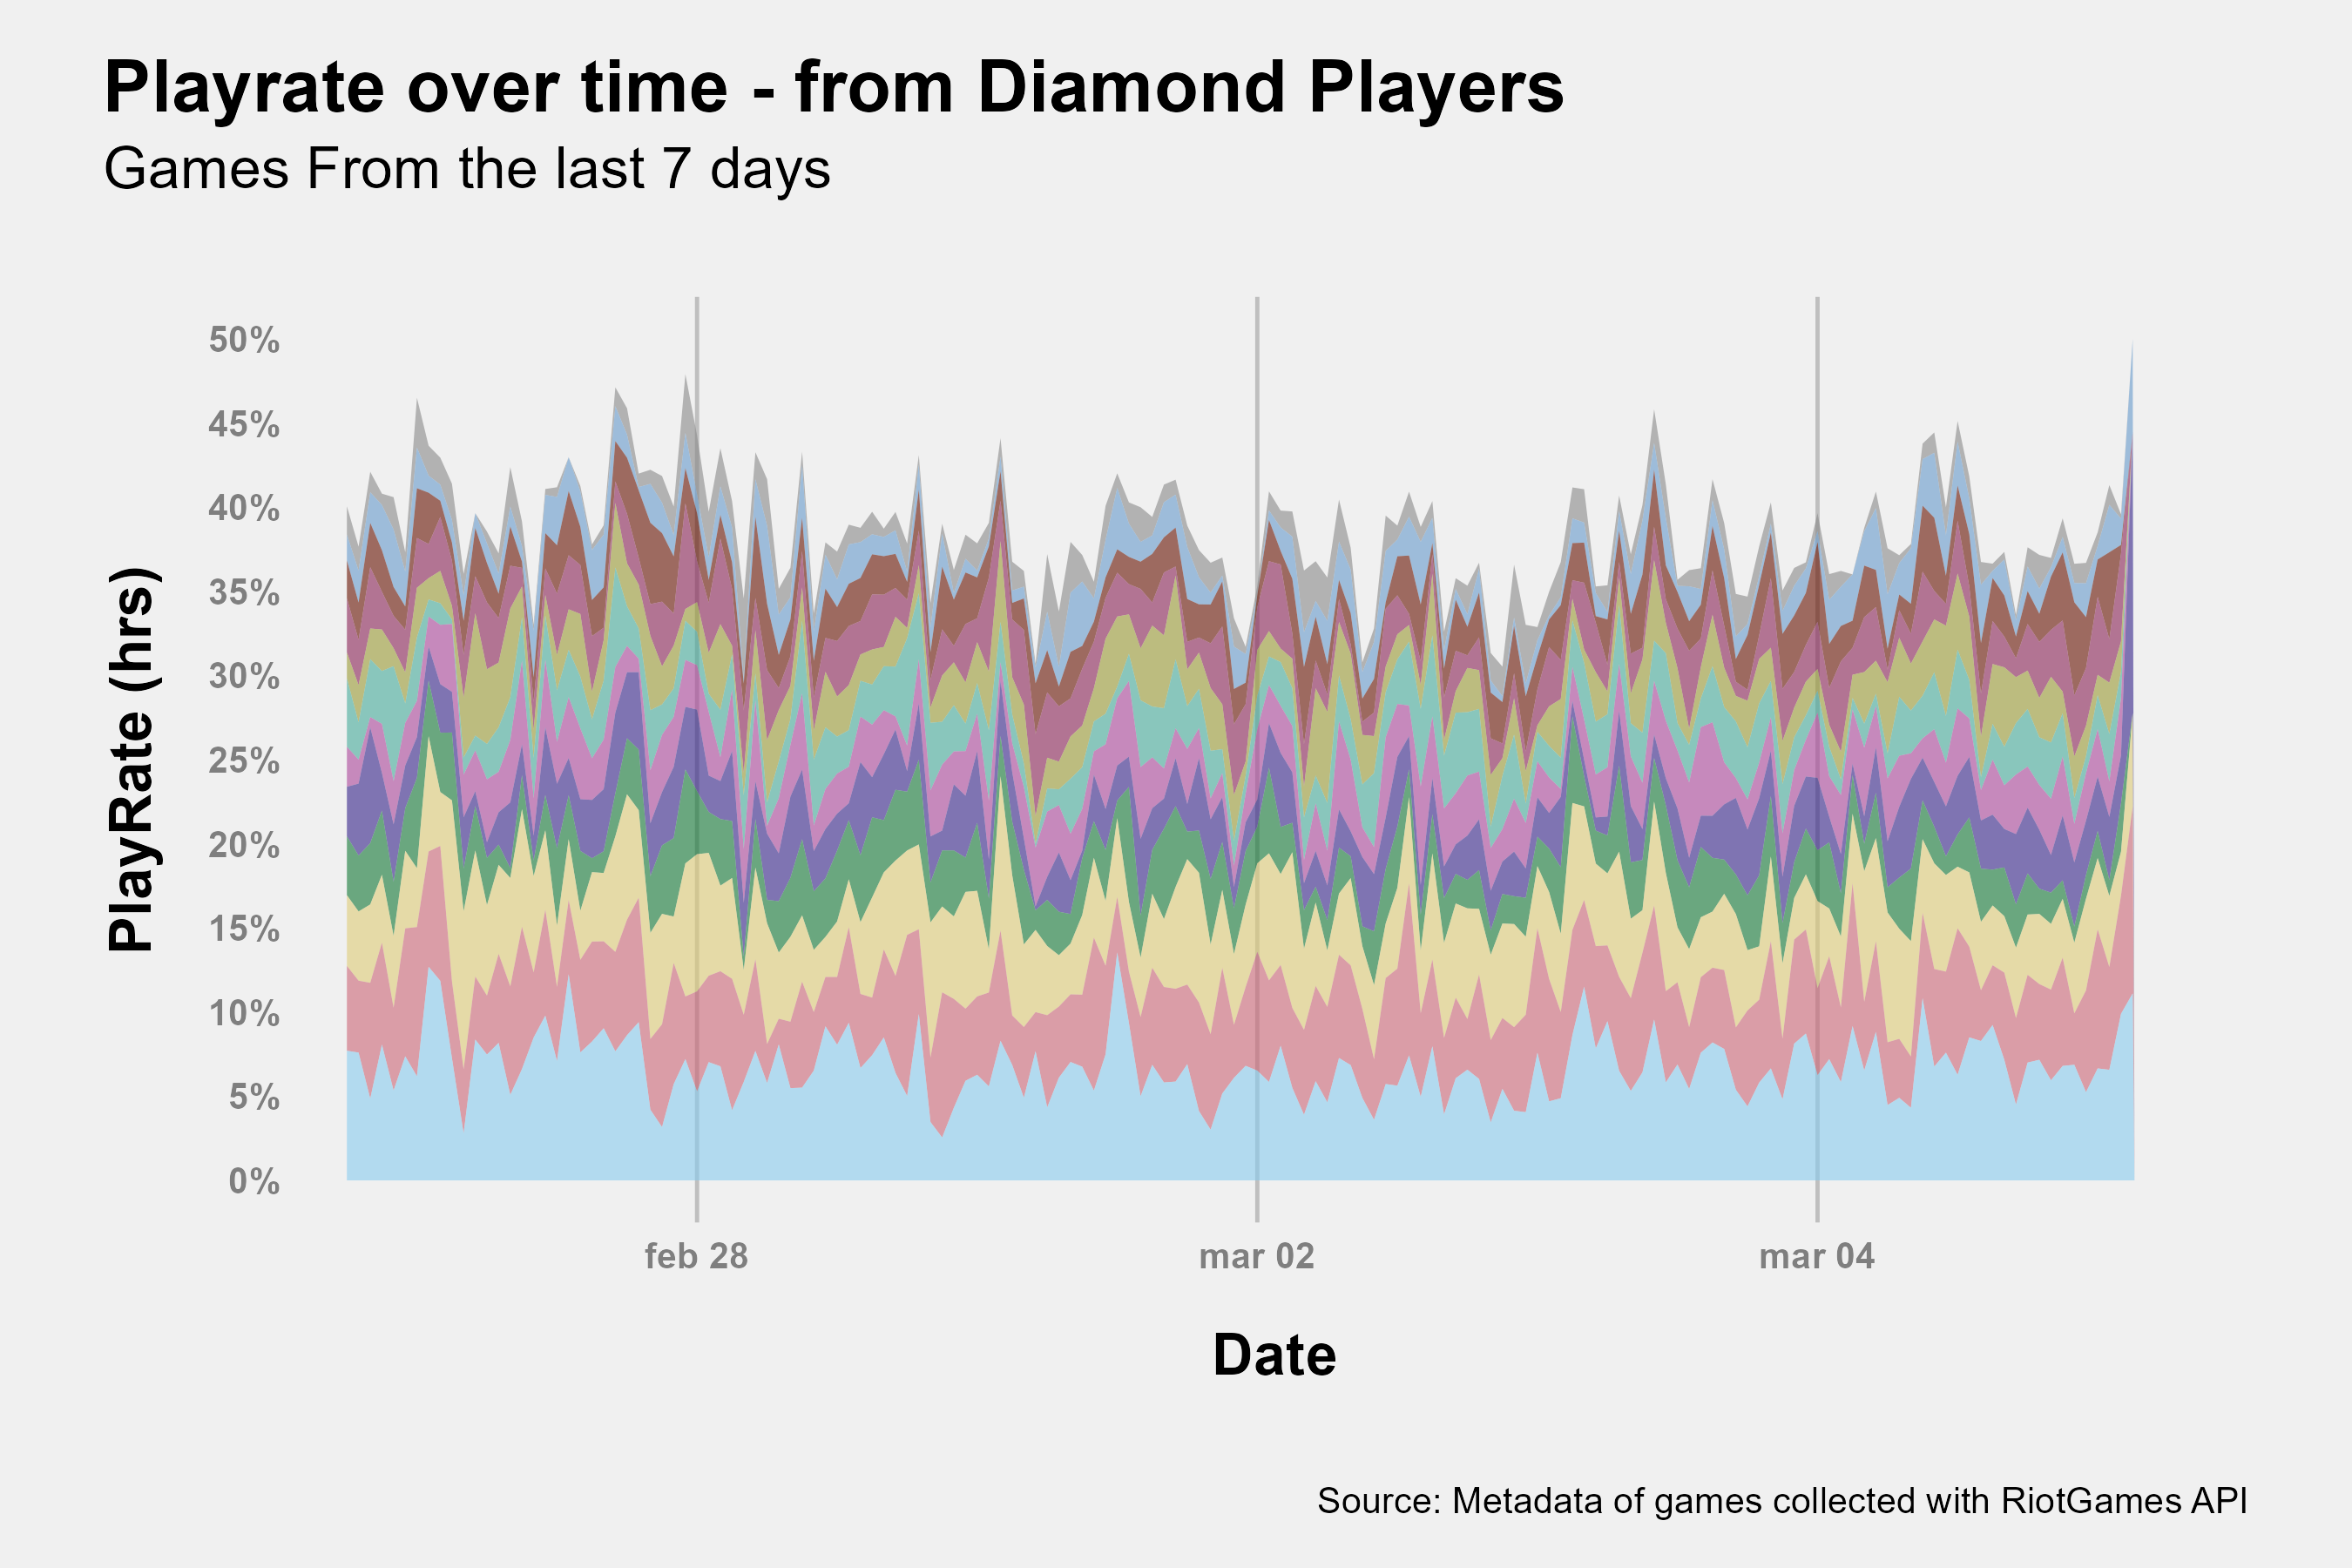 Playrate over time - from Diamond Players
Games From the last 7 days
PlayRate (hrs)
50%
45%
40%
35%
30%
25%
20%
15%
10%
5%
0%
feb 28
mar 02
mar 04
Date
Source: Metadata of games collected with RiotGames API